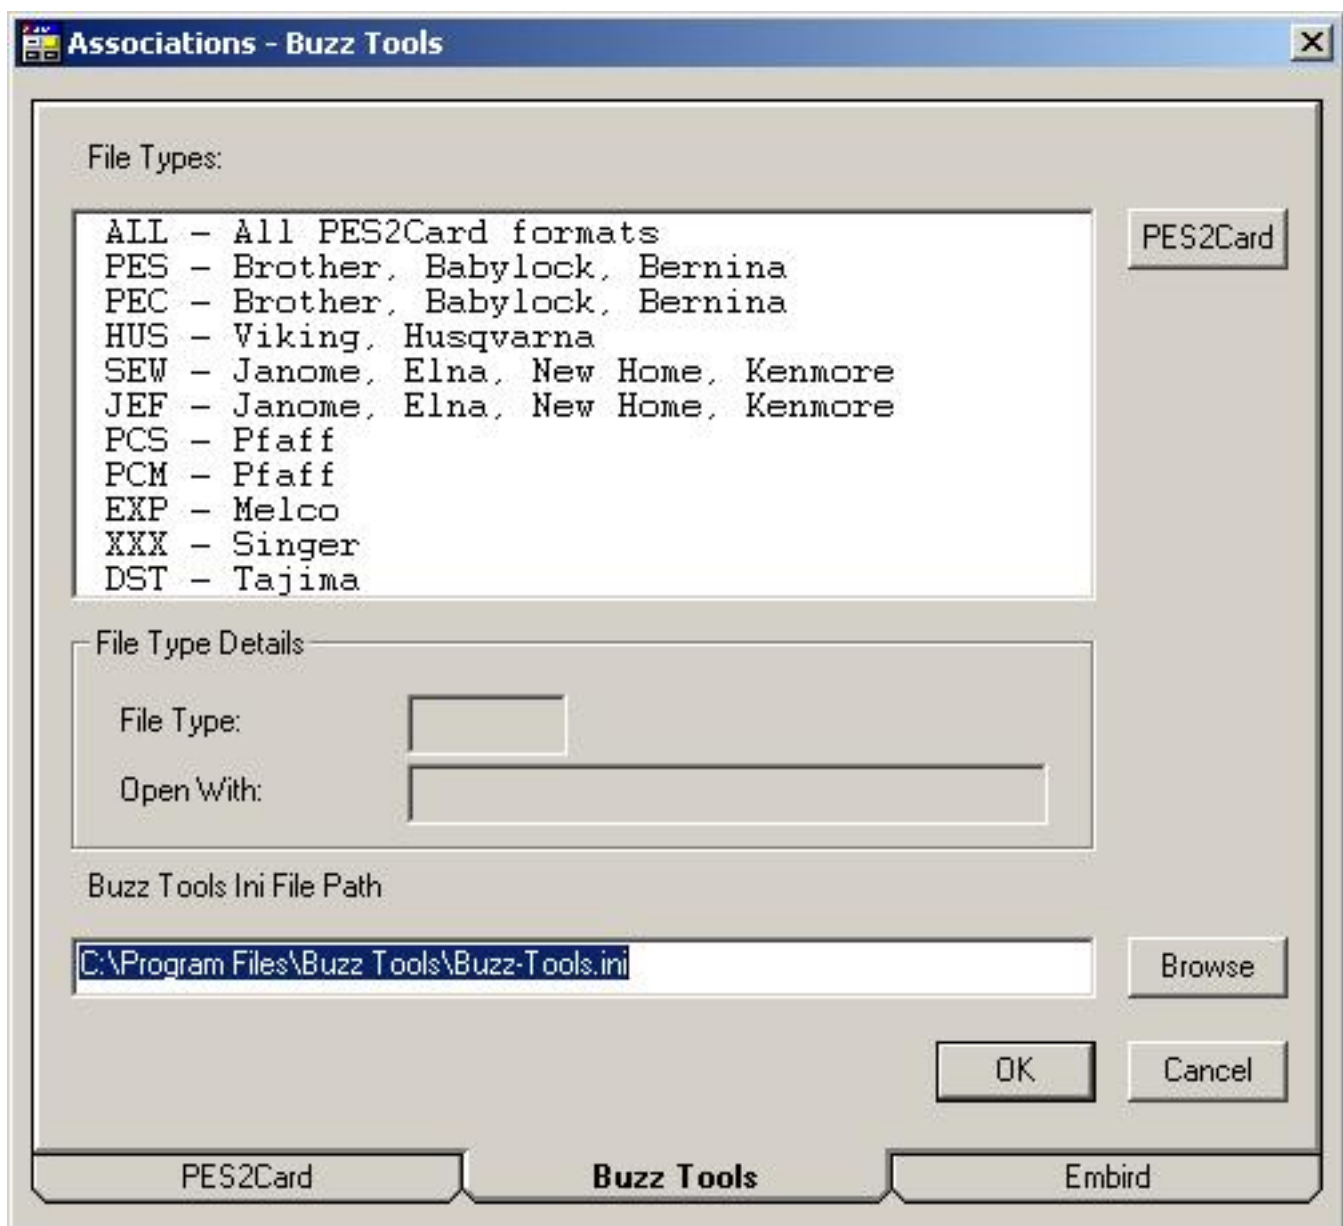 Associations - Buzz Tools
File Types:
ALL - All PES2Card formats
PES - Brother, Babylock, Bernina
PEC - Brother, Babylock, Bernina
HUS - Viking, Husqvarna
SEW - Janome, Elna, New Home, Kenmore
JEF - Janome, Elna, New Home, Kenmore
PCS - Pfaff
PCM - Pfaff
EXP - Melco
XXX - Singer
DST - Tajima
PES2Card
File Type Details
File Type:
Open With:
Buzz Tools Ini File Path
C:\Program Files\Buzz Tools\Buzz-Tools.ini
Browse
OK
Cancel
PES2Card
Buzz Tools
Embird